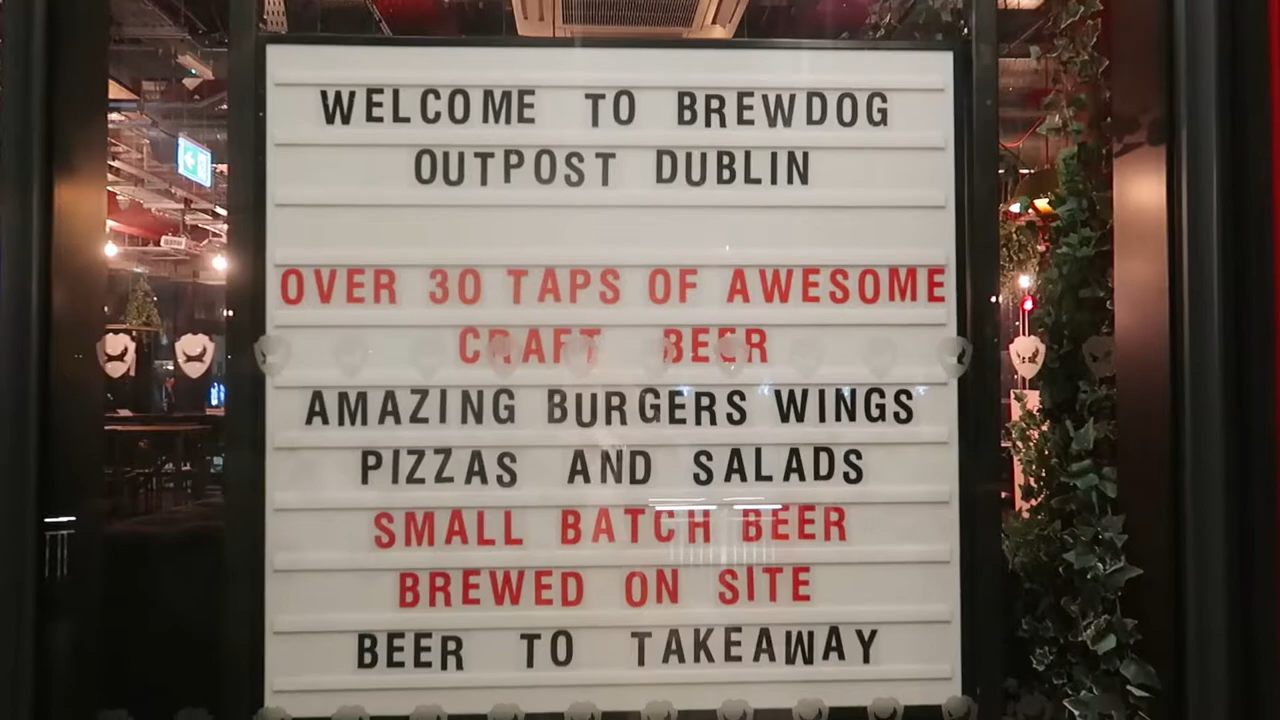 WELCOME TO BREWDOG
OUTPOST DUBLIN
OVER 30 TAPS OF AWESOME
CRAFT BEER
AMAZING BURGERS WINGS
PIZZAS AND SALADS
SMALL BATCH BEER
BREWED ON SITE
BEER TO TAKEAWAY